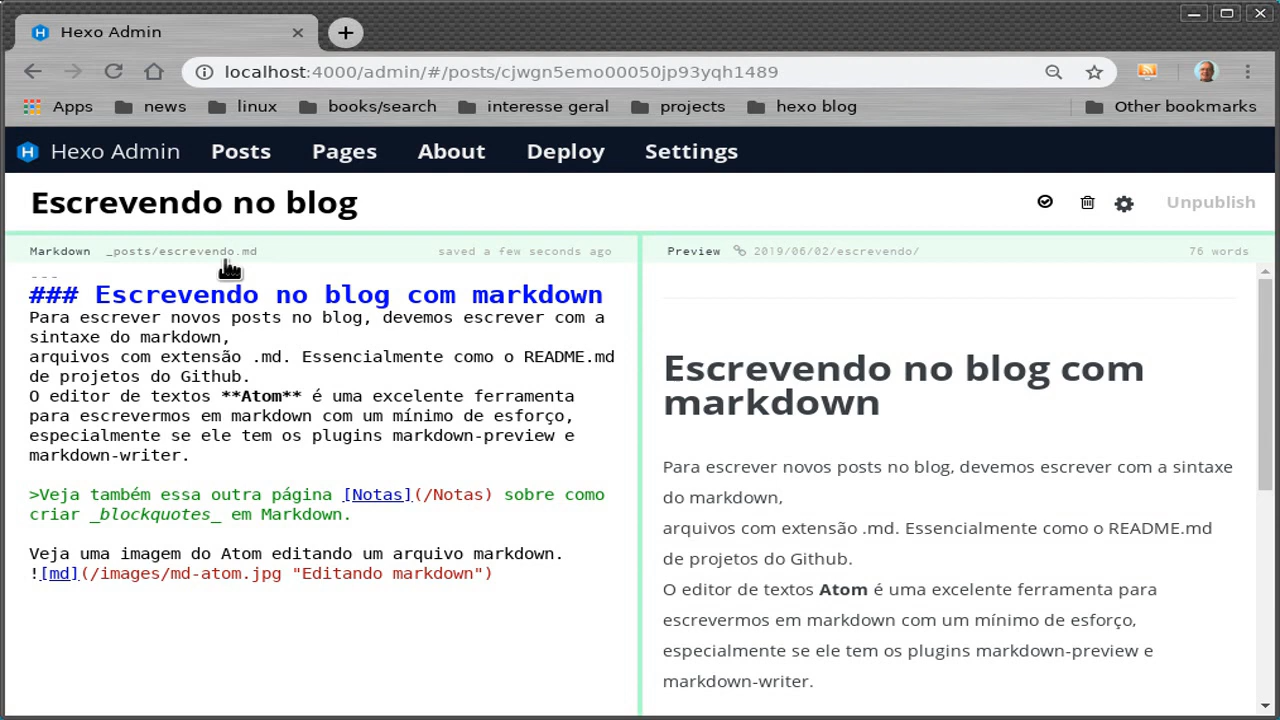 Hexo Admin
localhost:4000/admin/#/posts/cjwgn5emo00050jp93yqh1489
Apps news linux books/search interesse geral projects hexo blog Other bookmarks
Hexo Admin Posts Pages About Deploy Settings
Escrevendo no blog Unpublish
Markdown _posts/escrevendo.md saved a few seconds ago
---
### Escrevendo no blog com markdown
Para escrever novos posts no blog, devemos escrever com a
sintaxe do markdown,
arquivos com extensão .md. Essencialmente como o README.md
de projetos do Github.
O editor de textos **Atom** é uma excelente ferramenta
para escrevermos em markdown com um mínimo de esforço,
especialmente se ele tem os plugins markdown-preview e
markdown-writer.
>Veja também essa outra página [Notas](/Notas) sobre como
criar _blockquotes_ em Markdown.
Veja uma imagem do Atom editando um arquivo markdown.
![md](/images/md-atom.jpg "Editando markdown")
Preview 2019/06/02/escrevendo/ 76 words
Escrevendo no blog com
markdown
Para escrever novos posts no blog, devemos escrever com a sintaxe
do markdown,
arquivos com extensão .md. Essencialmente como o README.md
de projetos do Github.
O editor de textos Atom é uma excelente ferramenta para
escrevermos em markdown com um mínimo de esforço,
especialmente se ele tem os plugins markdown-preview e
markdown-writer.